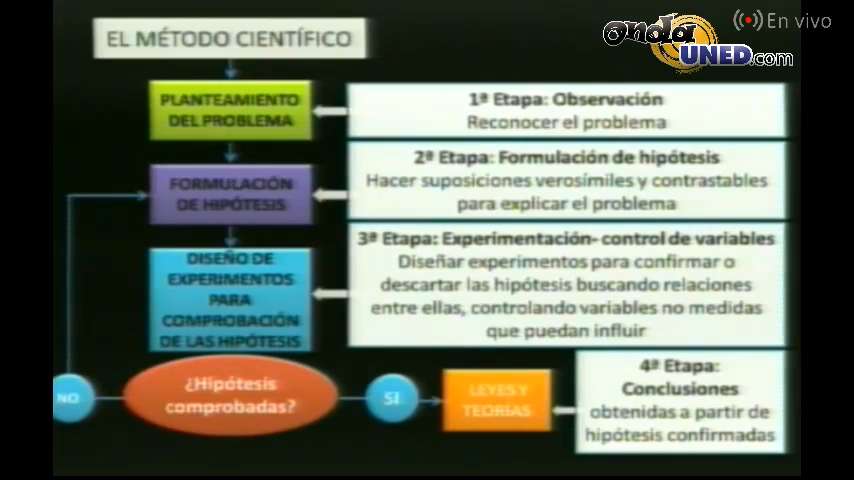 EL MÉTODO CIENTÍFICO
onda
UNED.com
En vivo
PLANTEAMIENTO
DEL PROBLEMA
1ª Etapa: Observación
Reconocer el problema
FORMULACIÓN
DE HIPÓTESIS
2ª Etapa: Formulación de hipótesis
Hacer suposiciones verosímiles y contrastables
para explicar el problema
DISEÑO DE
EXPERIMENTOS
PARA
COMPROBACIÓN
DE LAS HIPÓTESIS
3ª Etapa: Experimentación- control de variables
Diseñar experimentos para confirmar o
descartar las hipótesis buscando relaciones
entre ellas, controlando variables no medidas
que puedan influir
¿Hipótesis
comprobadas?
NO
SI
LEYES Y
TEORÍAS
4ª Etapa:
Conclusiones
obtenidas a partir de
hipótesis confirmadas